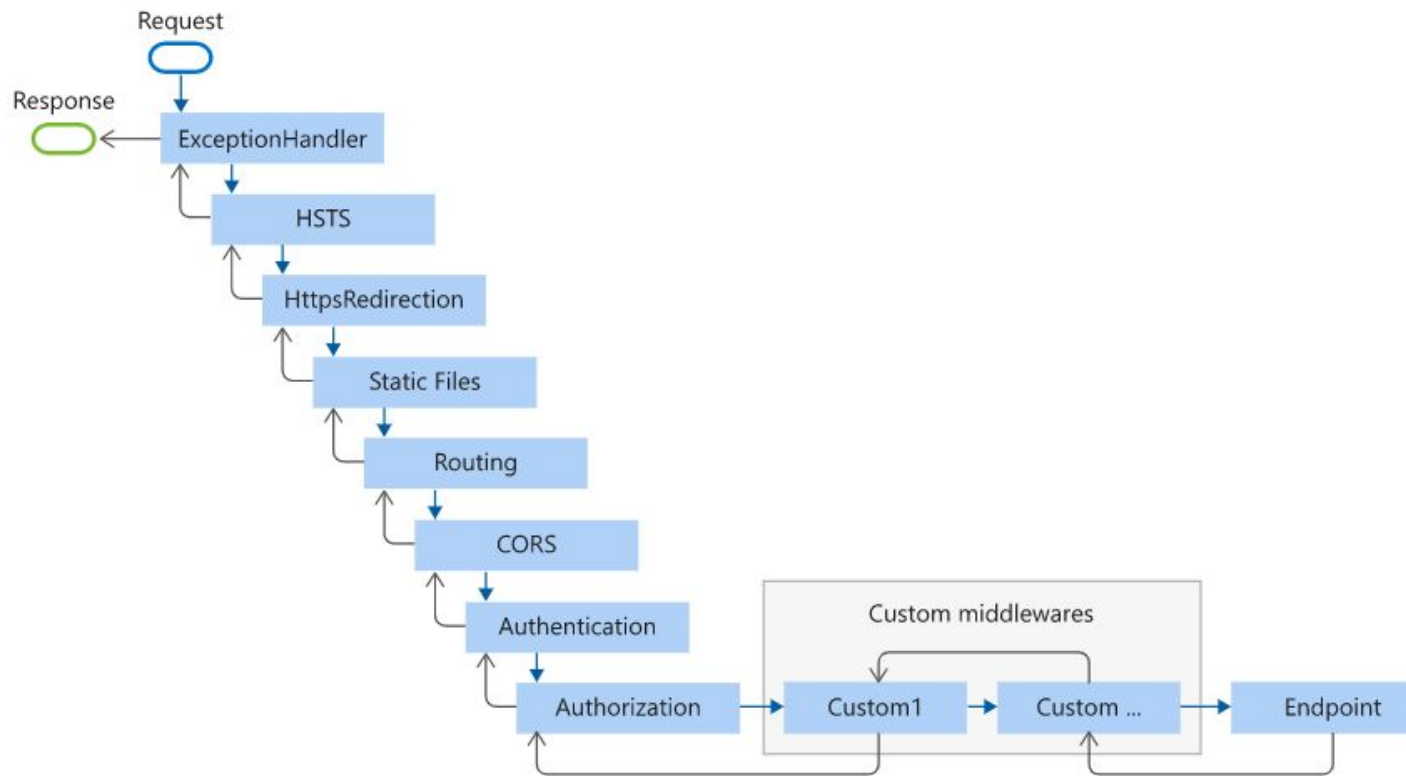 Request
Response
ExceptionHandler
HSTS
HttpsRedirection
Static Files
Routing
CORS
Authentication
Custom middlewares
Authorization
Custom1
Custom ...
Endpoint